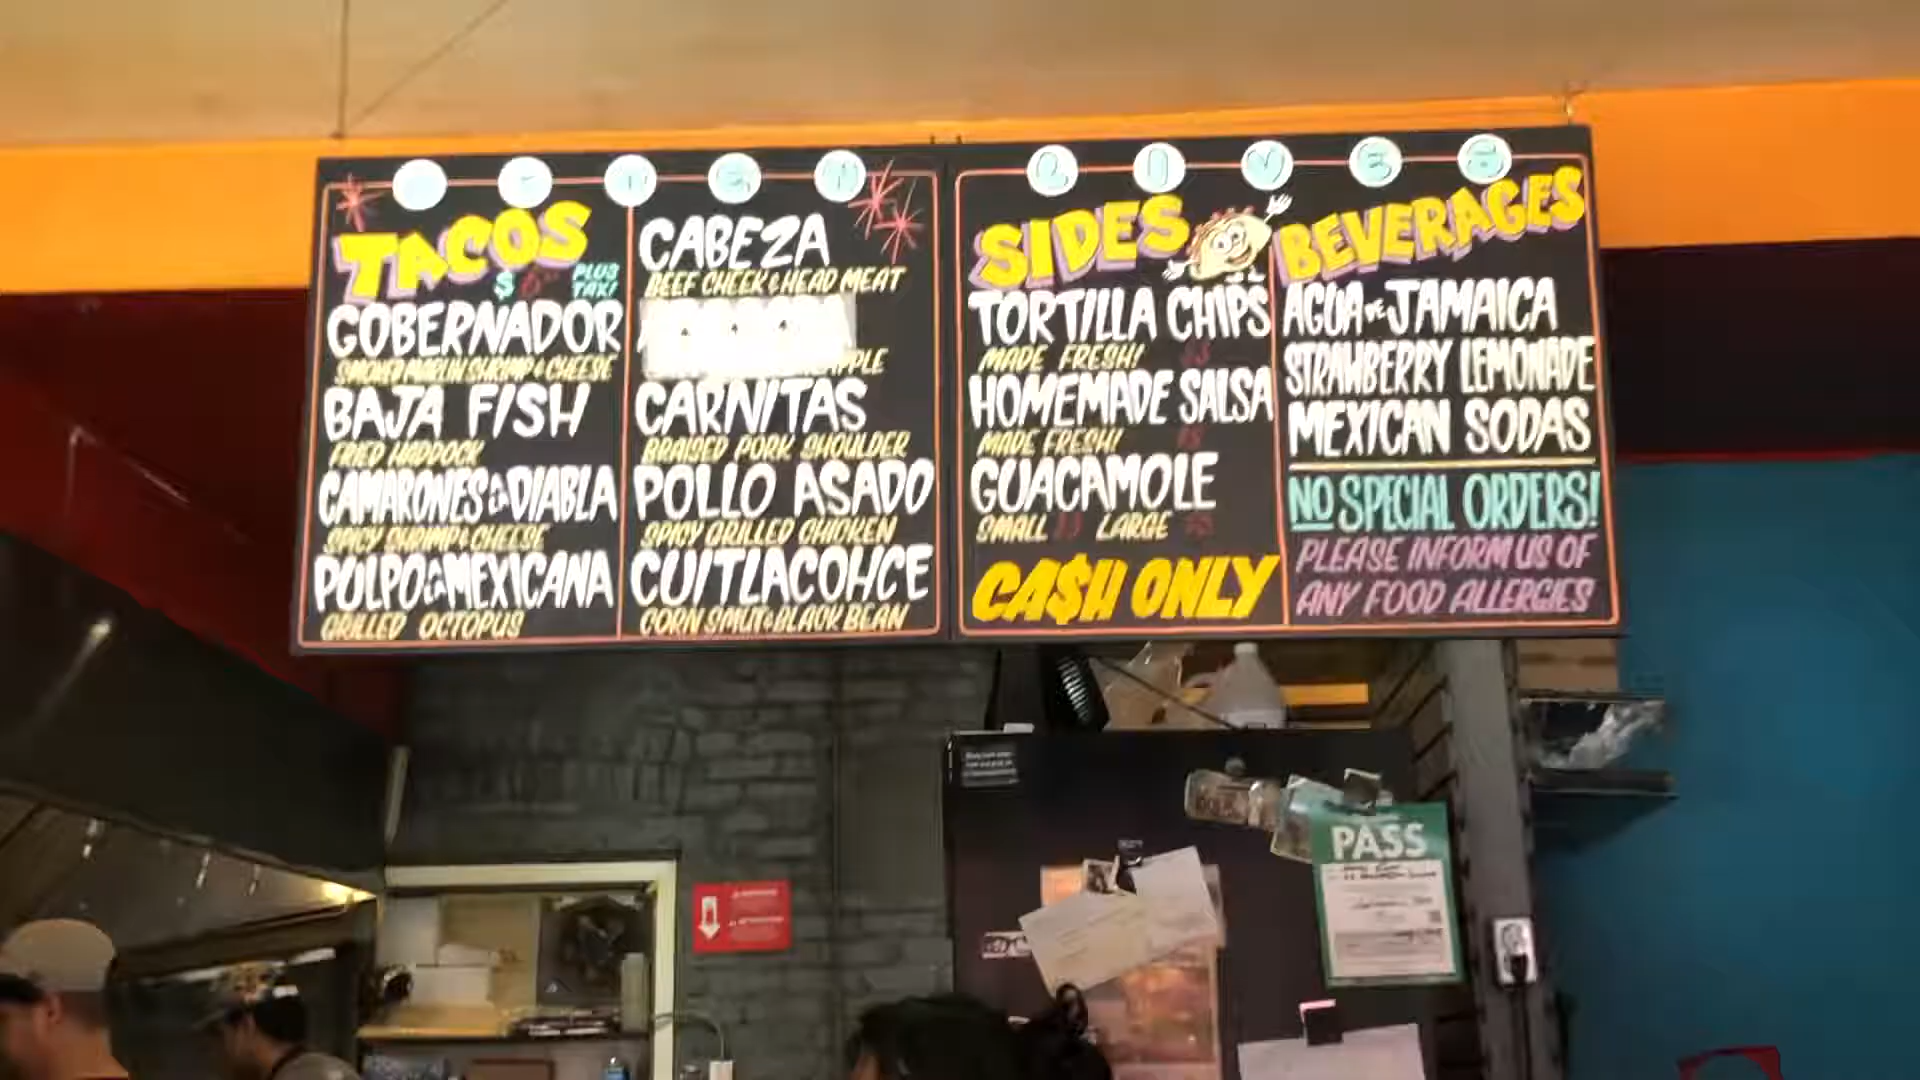 TACOS
$ 6 PLUS TAX!
GOBERNADOR
SMOKED MARLIN SHRIMP & CHEESE
BAJA FISH
FRIED HADDOCK
CAMARONES A LA DIABLA
SPICY SHRIMP & CHEESE
PULPO A LA MEXICANA
GRILLED OCTOPUS
CABEZA
BEEF CHEEK & HEAD MEAT
CARNITAS
BRAISED PORK SHOULDER
POLLO ASADO
SPICY GRILLED CHICKEN
CUITLACOHCE
CORN SMUT & BLACK BEAN
SIDES
TORTILLA CHIPS
MADE FRESH!
HOMEMADE SALSA
MADE FRESH!
GUACAMOLE
SMALL LARGE
CA$H ONLY
BEVERAGES
AGUA DE JAMAICA
STRAWBERRY LEMONADE
MEXICAN SODAS
NO SPECIAL ORDERS!
PLEASE INFORM US OF
ANY FOOD ALLERGIES
PASS